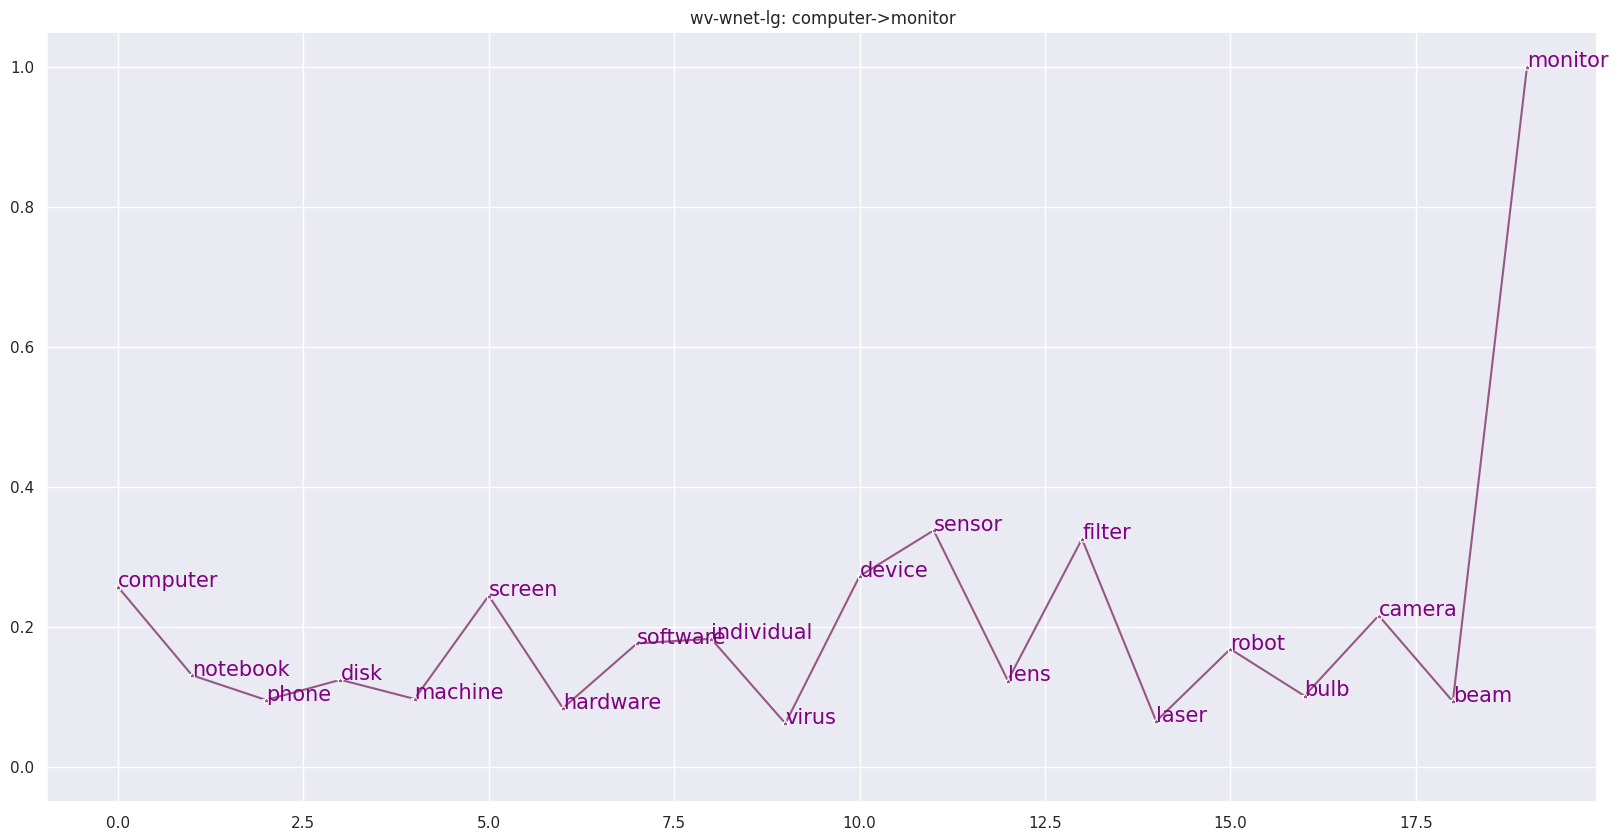 wv-wnet-lg: computer->monitor
1.0
monitor
0.8
0.6
0.4
sensor
filter
device
computer
screen
camera
0.2
software
individual
robot
notebook
disk
lens
phone
machine
bulb
beam
hardware
virus
laser
0.0
0.0 2.5 5.0 7.5 10.0 12.5 15.0 17.5